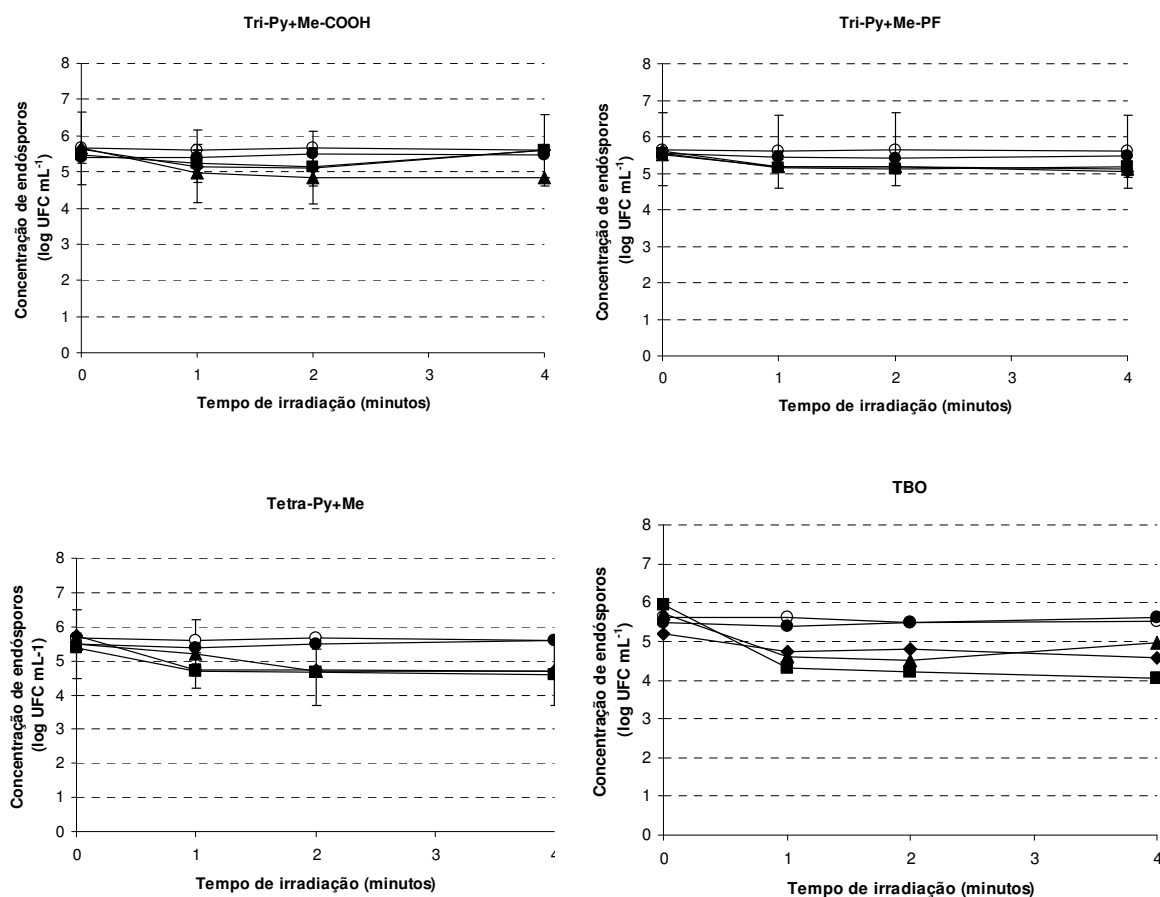 Tri-Py+Me-COOH
Concentração de endósporos
(log UFC mL⁻¹)
8
7
6
5
4
3
2
1
0
0 1 2 3 4
Tempo de irradiação (minutos)
Tri-Py+Me-PF
Concentração de endósporos
(log UFC mL⁻¹)
8
7
6
5
4
3
2
1
0
0 1 2 3 4
Tempo de irradiação (minutos)
Tetra-Py+Me
Concentração de endósporos
(log UFC mL-1)
8
7
6
5
4
3
2
1
0
0 1 2 3 4
Tempo de irradiação (minutos)
TBO
Concentração de endósporos
(log UFC mL⁻¹)
8
7
6
5
4
3
2
1
0
0 1 2 3 4
Tempo de irradiação (minutos)